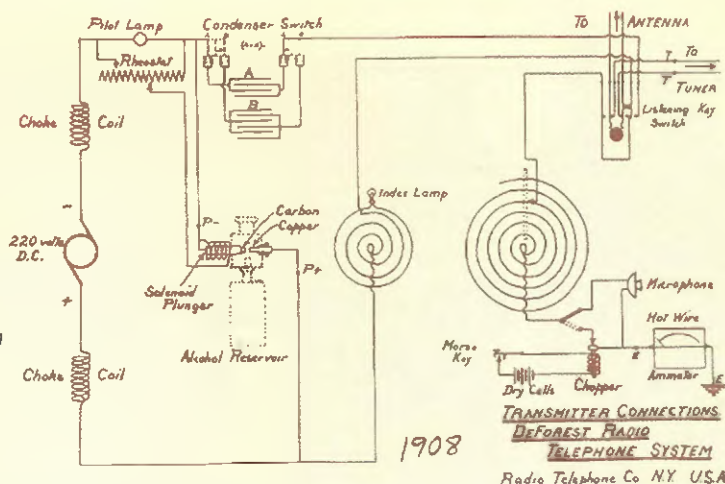 Pilot Lamp
Condenser Switch
To ANTENNA
Rheostat
A
B
T To
T TUNER
Listening Key
Switch
Choke Coil
Index Lamp
-
220 volts
D.C.
+
P-
Carbon
Copper
P+
Solenoid
Plunger
Alcohol Reservoir
Microphone
Hot Wire
Morse
Key
Dry Cells
Chopper
Ammeter
E
Choke Coil
1908
TRANSMITTER CONNECTIONS
DEFOREST RADIO
TELEPHONE SYSTEM
Radio Telephone Co N.Y. U.S.A